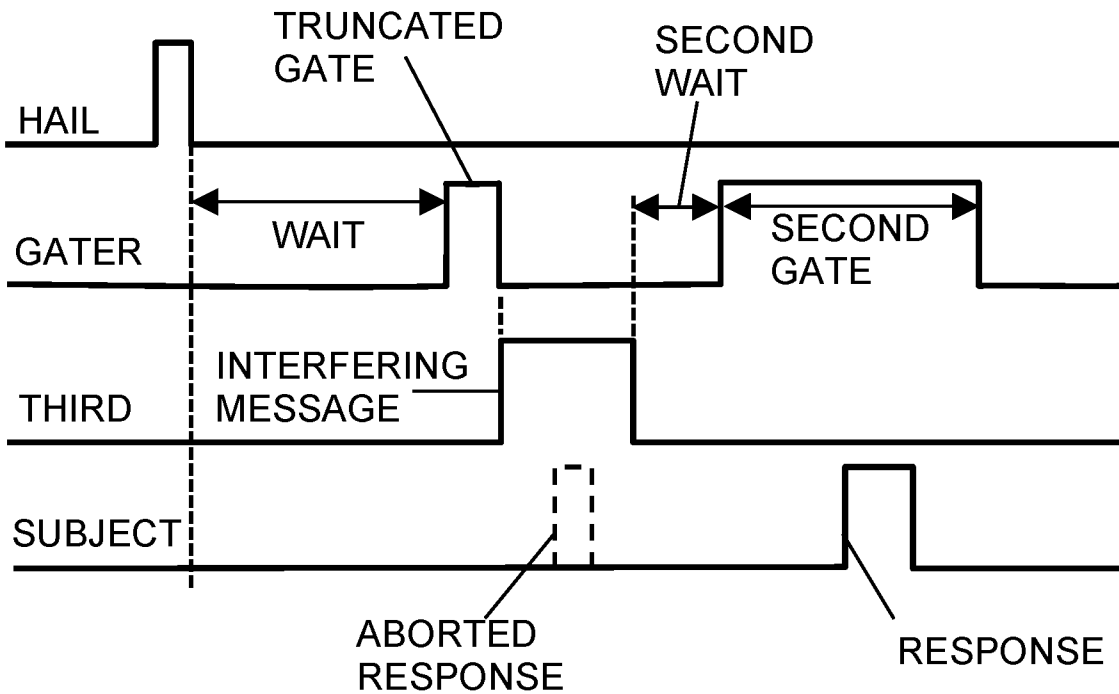 TRUNCATED
GATE
SECOND
WAIT
HAIL
WAIT
SECOND
GATE
GATER
INTERFERING
MESSAGE
THIRD
SUBJECT
ABORTED
RESPONSE
RESPONSE